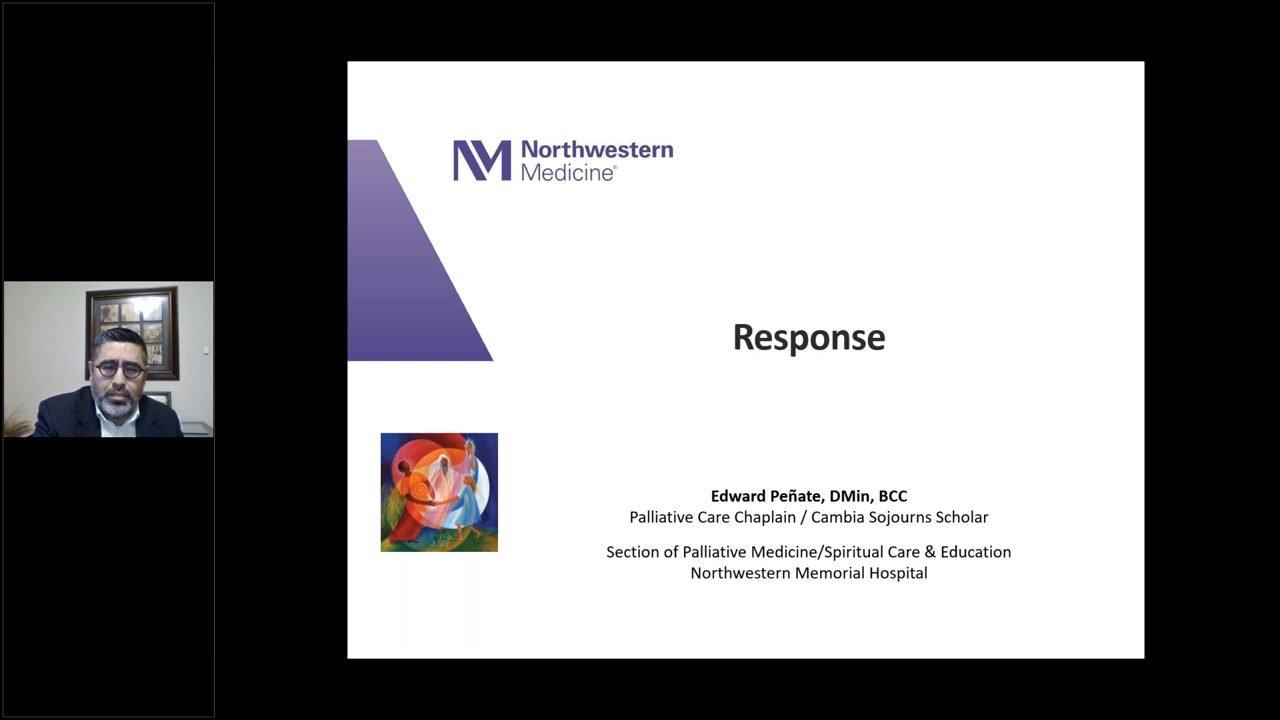 NM Northwestern
Medicine®
Response
Edward Peñate, DMin, BCC
Palliative Care Chaplain / Cambia Sojourns Scholar
Section of Palliative Medicine/Spiritual Care & Education
Northwestern Memorial Hospital